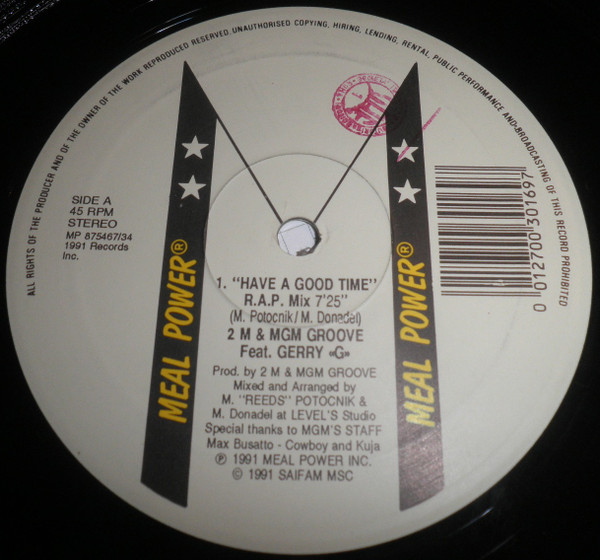 ALL RIGHTS OF THE PRODUCER AND OF THE OWNER OF THE WORK REPRODUCED RESERVED. UNAUTHORISED COPYING, HIRING, LENDING, RENTAL, PUBLIC PERFORMANCE AND BROADCASTING OF THIS RECORD PROHIBITED
SIDE A
45 RPM
STEREO
MP 875467/34
1991 Records
Inc.
MEAL POWER®
MEAL POWER®
0 012700 301697
1. "HAVE A GOOD TIME"
R.A.P. Mix 7'25"
(M. Potocnik/ M. Donadel)
2 M & MGM GROOVE
Feat. GERRY «G»
Prod. by 2 M & MGM GROOVE
Mixed and Arranged by
M. "REEDS" POTOCNIK &
M. Donadel at LEVEL'S Studio
Special thanks to MGM'S STAFF
Max Busatto - Cowboy and Kuja
℗ 1991 MEAL POWER INC.
© 1991 SAIFAM MSC